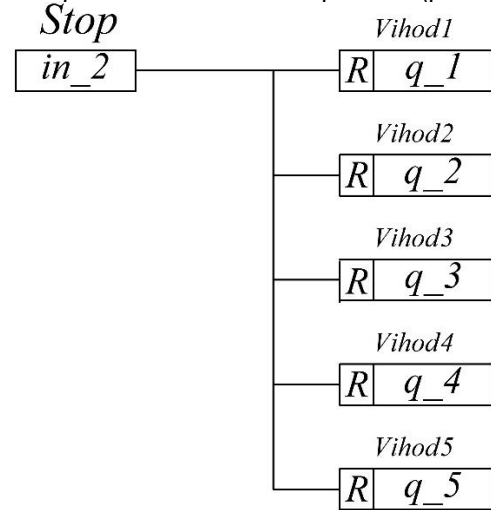 Stop
in_2
Vihod1
R q_1
Vihod2
R q_2
Vihod3
R q_3
Vihod4
R q_4
Vihod5
R q_5